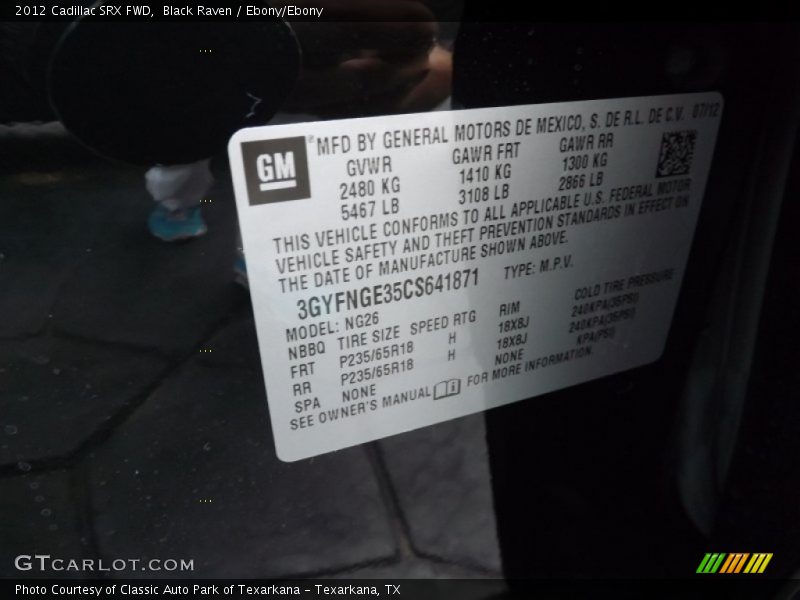 2012 Cadillac SRX FWD,  Black Raven / Ebony/Ebony
GM
® MFD BY GENERAL MOTORS DE MEXICO, S. DE R.L. DE C.V. 07/12
GVWR GAWR FRT GAWR RR
2480 KG 1410 KG 1300 KG
5467 LB 3108 LB 2866 LB
THIS VEHICLE CONFORMS TO ALL APPLICABLE U.S. FEDERAL MOTOR
VEHICLE SAFETY AND THEFT PREVENTION STANDARDS IN EFFECT ON
THE DATE OF MANUFACTURE SHOWN ABOVE.
3GYFNGE35CS641871 TYPE: M.P.V.
MODEL: NG26
NBBQ TIRE SIZE SPEED RTG RIM COLD TIRE PRESSURE
FRT P235/65R18 H 18X8J 240KPA(35PSI)
RR P235/65R18 H 18X8J 240KPA(35PSI)
SPA NONE NONE KPA(PSI)
SEE OWNER'S MANUAL FOR MORE INFORMATION.
GTCARLOT.COM
Photo Courtesy of Classic Auto Park of Texarkana – Texarkana, TX